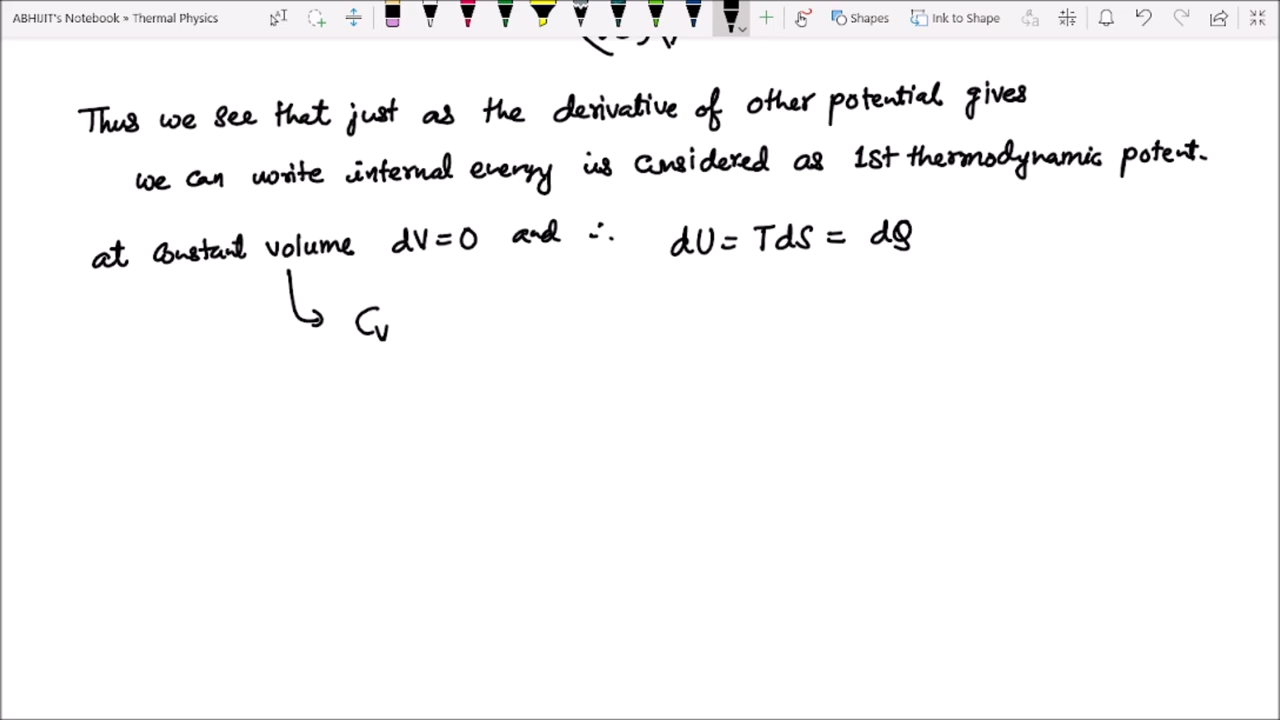 ABHIJIT's Notebook » Thermal Physics
Shapes
Ink to Shape
Thus we see that just as the derivative of other potential gives
we can write internal energy is considered as 1st thermodynamic potent.
at constant volume dV = 0 and ∴ dU = TdS = dQ
Cv